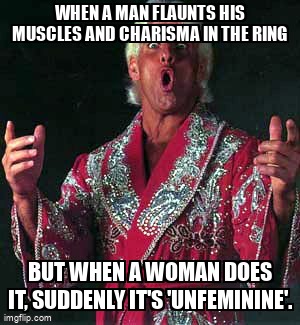 WHEN A MAN FLAUNTS HIS
MUSCLES AND CHARISMA IN THE RING
BUT WHEN A WOMAN DOES
IT, SUDDENLY IT'S 'UNFEMININE'.
imgflip.com